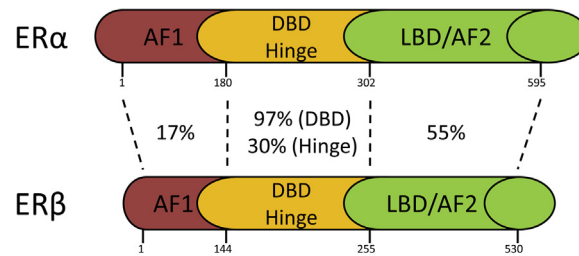 ERα
AF1
DBD
Hinge
LBD/AF2
1
180
302
595
17%
97% (DBD)
30% (Hinge)
55%
ERβ
AF1
DBD
Hinge
LBD/AF2
1
144
255
530